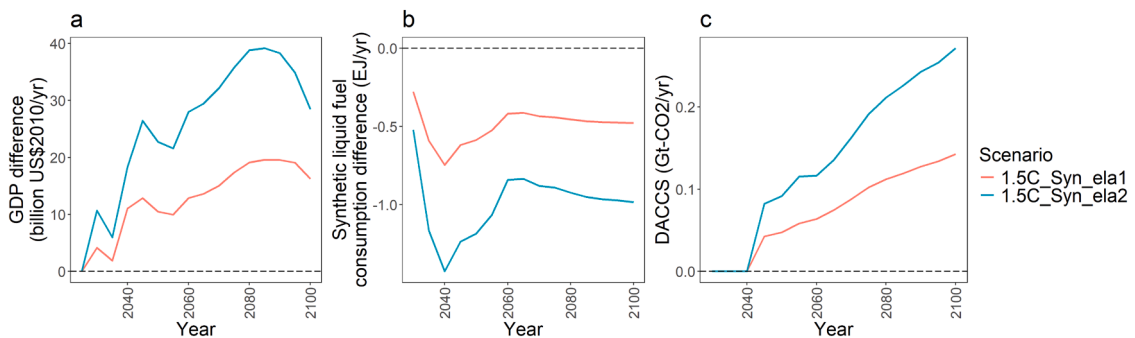 a
GDP difference
(billion US$2010/yr)
40
30
20
10
0
2040
2060
2080
2100
Year
b
Synthetic liquid fuel
consumption difference (EJ/yr)
0.0
-0.5
-1.0
2040
2060
2080
2100
Year
c
DACCS (Gt-CO2/yr)
0.2
0.1
0.0
2040
2060
2080
2100
Year
Scenario
1.5C_Syn_ela1
1.5C_Syn_ela2